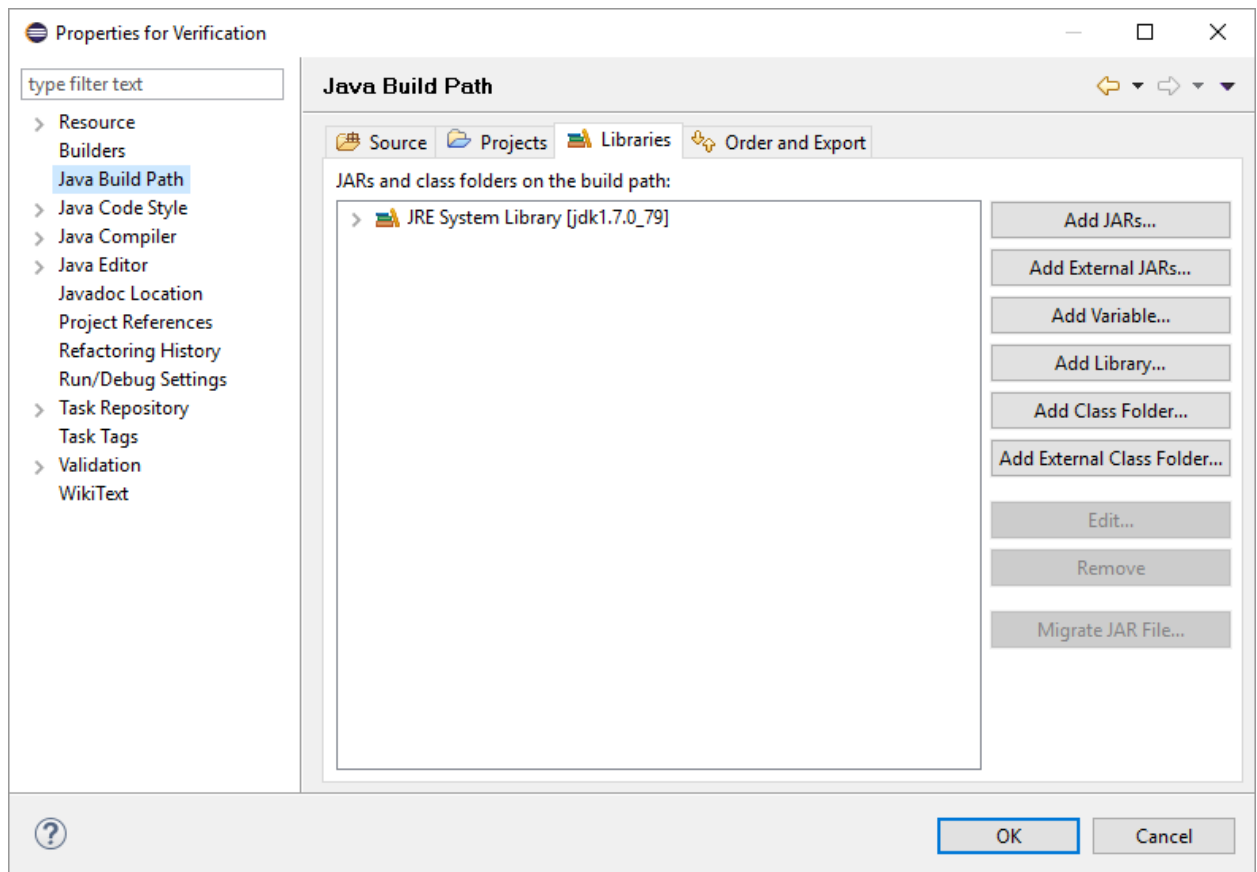 Properties for Verification
type filter text
Resource
Builders
Java Build Path
Java Code Style
Java Compiler
Java Editor
Javadoc Location
Project References
Refactoring History
Run/Debug Settings
Task Repository
Task Tags
Validation
WikiText
Java Build Path
Source Projects Libraries Order and Export
JARs and class folders on the build path:
JRE System Library [jdk1.7.0_79]
Add JARs...
Add External JARs...
Add Variable...
Add Library...
Add Class Folder...
Add External Class Folder...
Edit...
Remove
Migrate JAR File...
?
OK Cancel